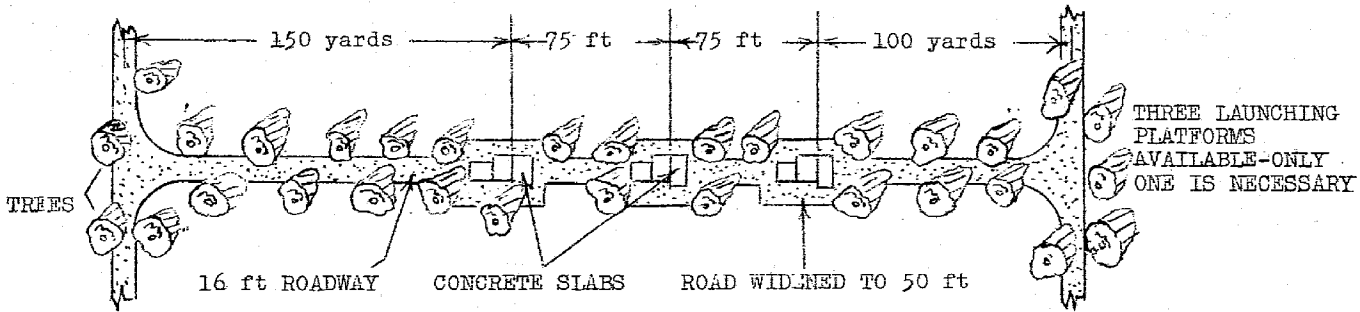 150 yards
75 ft
75 ft
100 yards
THREE LAUNCHING
PLATFORMS
AVAILABLE-ONLY
ONE IS NECESSARY
TREES
16 ft ROADWAY
CONCRETE SLABS
ROAD WIDENED TO 50 ft